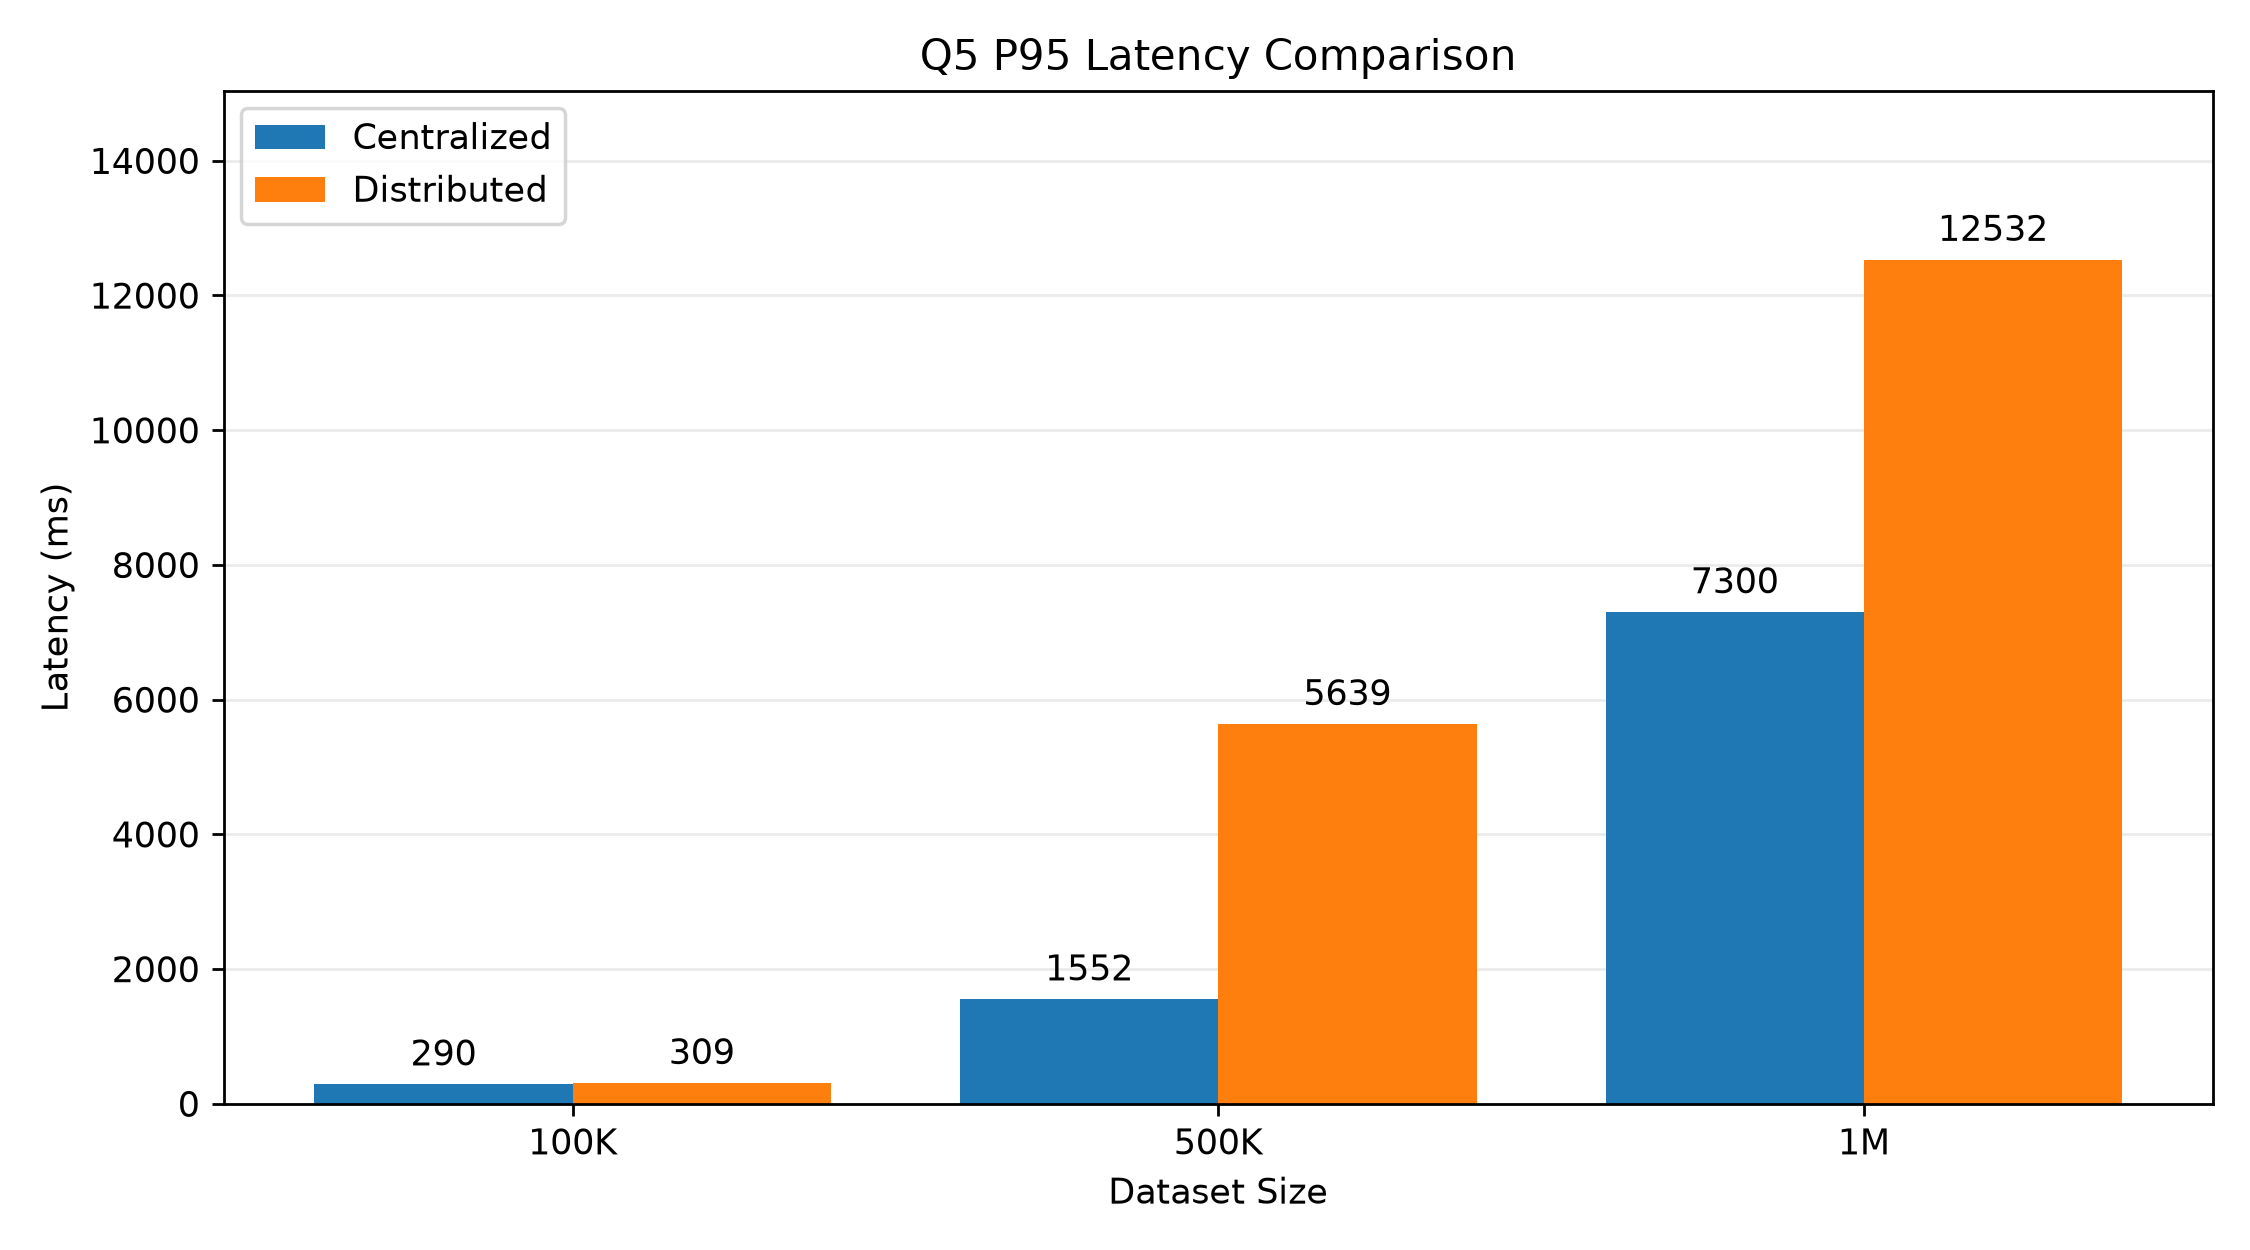 Q5 P95 Latency Comparison
Centralized
Distributed
14000
12000
10000
8000
6000
4000
2000
0
Latency (ms)
290
309
1552
5639
7300
12532
100K
500K
1M
Dataset Size